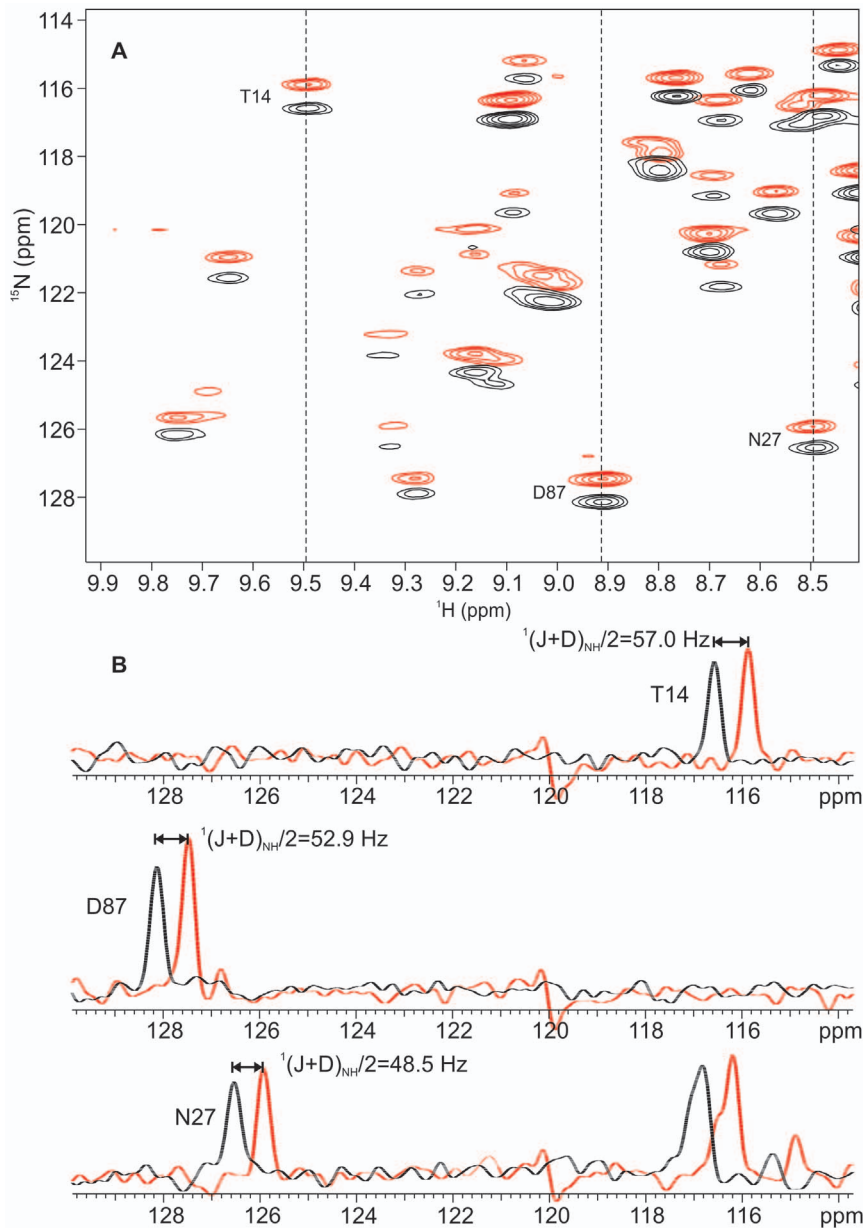 A
114
116
118
120
122
124
126
128
¹⁵N (ppm)
T14
D87
N27
9.9 9.8 9.7 9.6 9.5 9.4 9.3 9.2 9.1 9.0 8.9 8.8 8.7 8.6 8.5
¹H (ppm)
B
¹(J+D)NH/2=57.0 Hz
T14
128 126 124 122 120 118 116 ppm
¹(J+D)NH/2=52.9 Hz
D87
128 126 124 122 120 118 116 ppm
¹(J+D)NH/2=48.5 Hz
N27
128 126 124 122 120 118 116 ppm